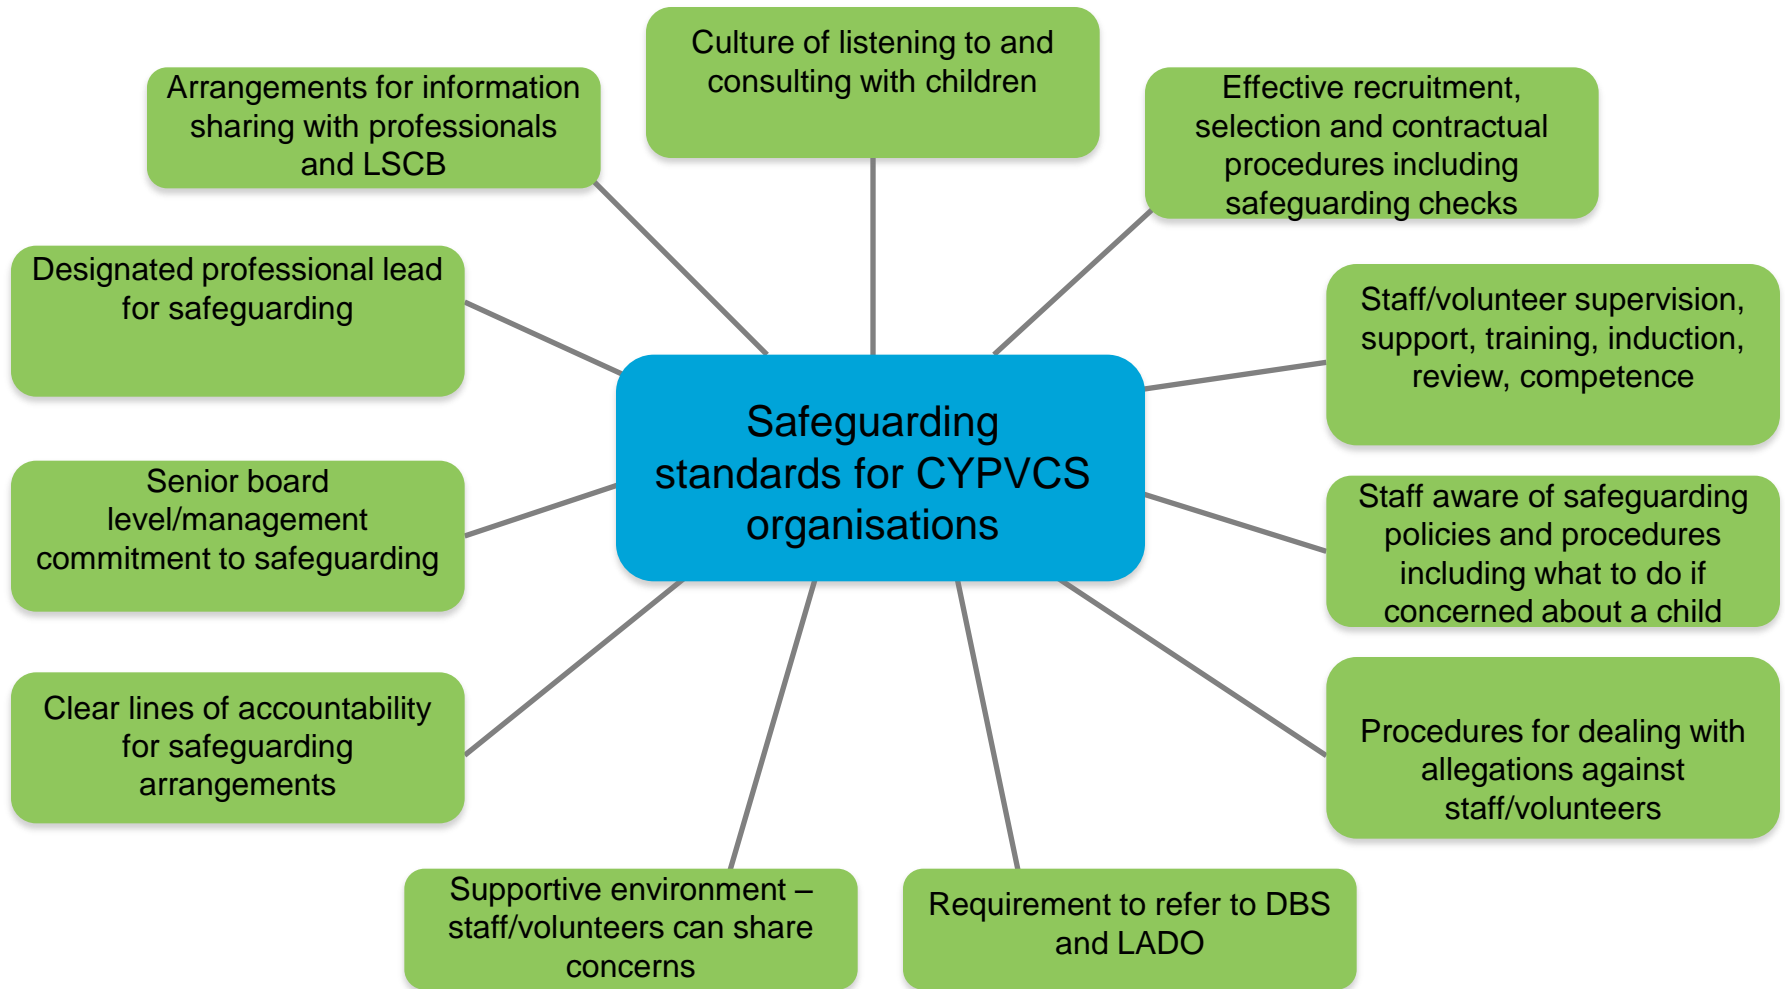 Culture of listening to and
consulting with children
Arrangements for information
sharing with professionals
and LSCB
Effective recruitment,
selection and contractual
procedures including
safeguarding checks
Designated professional lead
for safeguarding
Staff/volunteer supervision,
support, training, induction,
review, competence
Safeguarding
standards for CYPVCS
organisations
Senior board
level/management
commitment to safeguarding
Staff aware of safeguarding
policies and procedures
including what to do if
concerned about a child
Clear lines of accountability
for safeguarding
arrangements
Procedures for dealing with
allegations against
staff/volunteers
Supportive environment –
staff/volunteers can share
concerns
Requirement to refer to DBS
and LADO